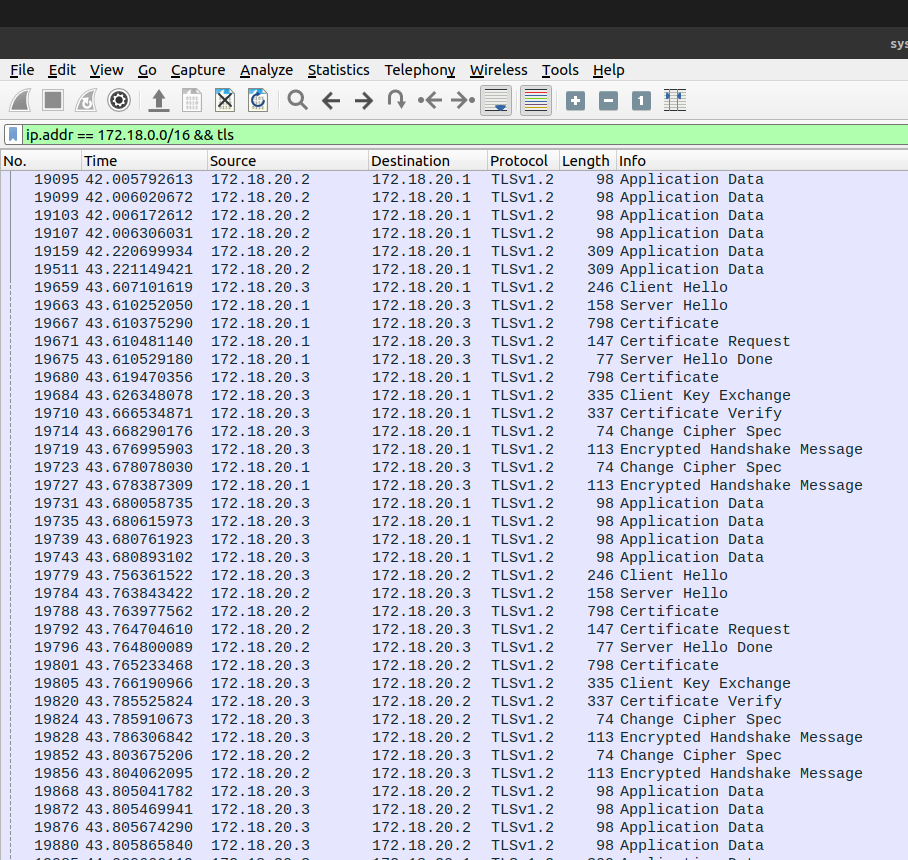 sys
File Edit View Go Capture Analyze Statistics Telephony Wireless Tools Help
1
ip.addr == 172.18.0.0/16 && tls
No. Time Source Destination Protocol Length Info
19095 42.005792613 172.18.20.2 172.18.20.1 TLSv1.2 98 Application Data
19099 42.006020672 172.18.20.2 172.18.20.1 TLSv1.2 98 Application Data
19103 42.006172612 172.18.20.2 172.18.20.1 TLSv1.2 98 Application Data
19107 42.006306031 172.18.20.2 172.18.20.1 TLSv1.2 98 Application Data
19159 42.220699934 172.18.20.2 172.18.20.1 TLSv1.2 309 Application Data
19511 43.221149421 172.18.20.2 172.18.20.1 TLSv1.2 309 Application Data
19659 43.607101619 172.18.20.3 172.18.20.1 TLSv1.2 246 Client Hello
19663 43.610252050 172.18.20.1 172.18.20.3 TLSv1.2 158 Server Hello
19667 43.610375290 172.18.20.1 172.18.20.3 TLSv1.2 798 Certificate
19671 43.610481140 172.18.20.1 172.18.20.3 TLSv1.2 147 Certificate Request
19675 43.610529180 172.18.20.1 172.18.20.3 TLSv1.2 77 Server Hello Done
19680 43.619470356 172.18.20.3 172.18.20.1 TLSv1.2 798 Certificate
19684 43.626348078 172.18.20.3 172.18.20.1 TLSv1.2 335 Client Key Exchange
19710 43.666534871 172.18.20.3 172.18.20.1 TLSv1.2 337 Certificate Verify
19714 43.668290176 172.18.20.3 172.18.20.1 TLSv1.2 74 Change Cipher Spec
19719 43.676995903 172.18.20.3 172.18.20.1 TLSv1.2 113 Encrypted Handshake Message
19723 43.678078030 172.18.20.1 172.18.20.3 TLSv1.2 74 Change Cipher Spec
19727 43.678387309 172.18.20.1 172.18.20.3 TLSv1.2 113 Encrypted Handshake Message
19731 43.680058735 172.18.20.3 172.18.20.1 TLSv1.2 98 Application Data
19735 43.680615973 172.18.20.3 172.18.20.1 TLSv1.2 98 Application Data
19739 43.680761923 172.18.20.3 172.18.20.1 TLSv1.2 98 Application Data
19743 43.680893102 172.18.20.3 172.18.20.1 TLSv1.2 98 Application Data
19779 43.756361522 172.18.20.3 172.18.20.2 TLSv1.2 246 Client Hello
19784 43.763843422 172.18.20.2 172.18.20.3 TLSv1.2 158 Server Hello
19788 43.763977562 172.18.20.2 172.18.20.3 TLSv1.2 798 Certificate
19792 43.764704610 172.18.20.2 172.18.20.3 TLSv1.2 147 Certificate Request
19796 43.764800089 172.18.20.2 172.18.20.3 TLSv1.2 77 Server Hello Done
19801 43.765233468 172.18.20.3 172.18.20.2 TLSv1.2 798 Certificate
19805 43.766190966 172.18.20.3 172.18.20.2 TLSv1.2 335 Client Key Exchange
19820 43.785525824 172.18.20.3 172.18.20.2 TLSv1.2 337 Certificate Verify
19824 43.785910673 172.18.20.3 172.18.20.2 TLSv1.2 74 Change Cipher Spec
19828 43.786306842 172.18.20.3 172.18.20.2 TLSv1.2 113 Encrypted Handshake Message
19852 43.803675206 172.18.20.2 172.18.20.3 TLSv1.2 74 Change Cipher Spec
19856 43.804062095 172.18.20.2 172.18.20.3 TLSv1.2 113 Encrypted Handshake Message
19868 43.805041782 172.18.20.3 172.18.20.2 TLSv1.2 98 Application Data
19872 43.805469941 172.18.20.3 172.18.20.2 TLSv1.2 98 Application Data
19876 43.805674290 172.18.20.3 172.18.20.2 TLSv1.2 98 Application Data
19880 43.805865840 172.18.20.3 172.18.20.2 TLSv1.2 98 Application Data